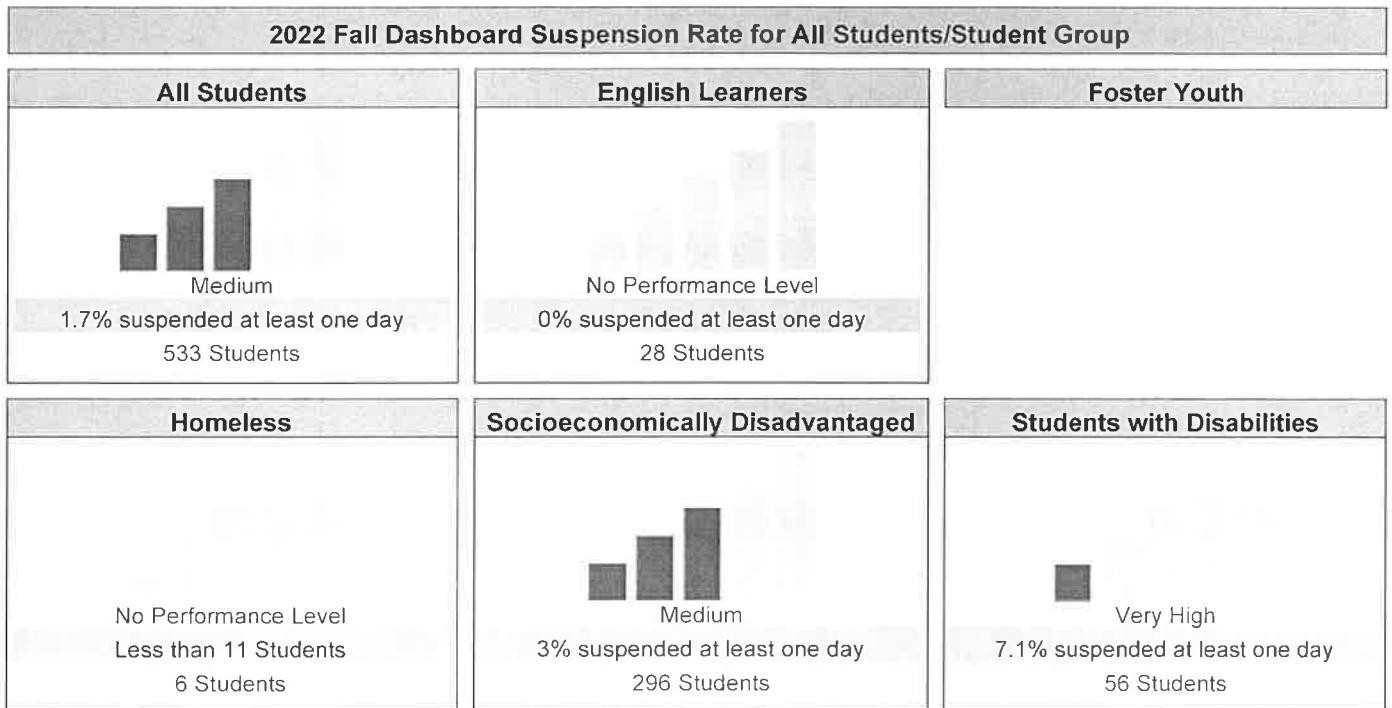 2022 Fall Dashboard Suspension Rate for All Students/Student Group
All Students
Medium
1.7% suspended at least one day
533 Students
English Learners
No Performance Level
0% suspended at least one day
28 Students
Foster Youth
Homeless
No Performance Level
Less than 11 Students
6 Students
Socioeconomically Disadvantaged
Medium
3% suspended at least one day
296 Students
Students with Disabilities
Very High
7.1% suspended at least one day
56 Students